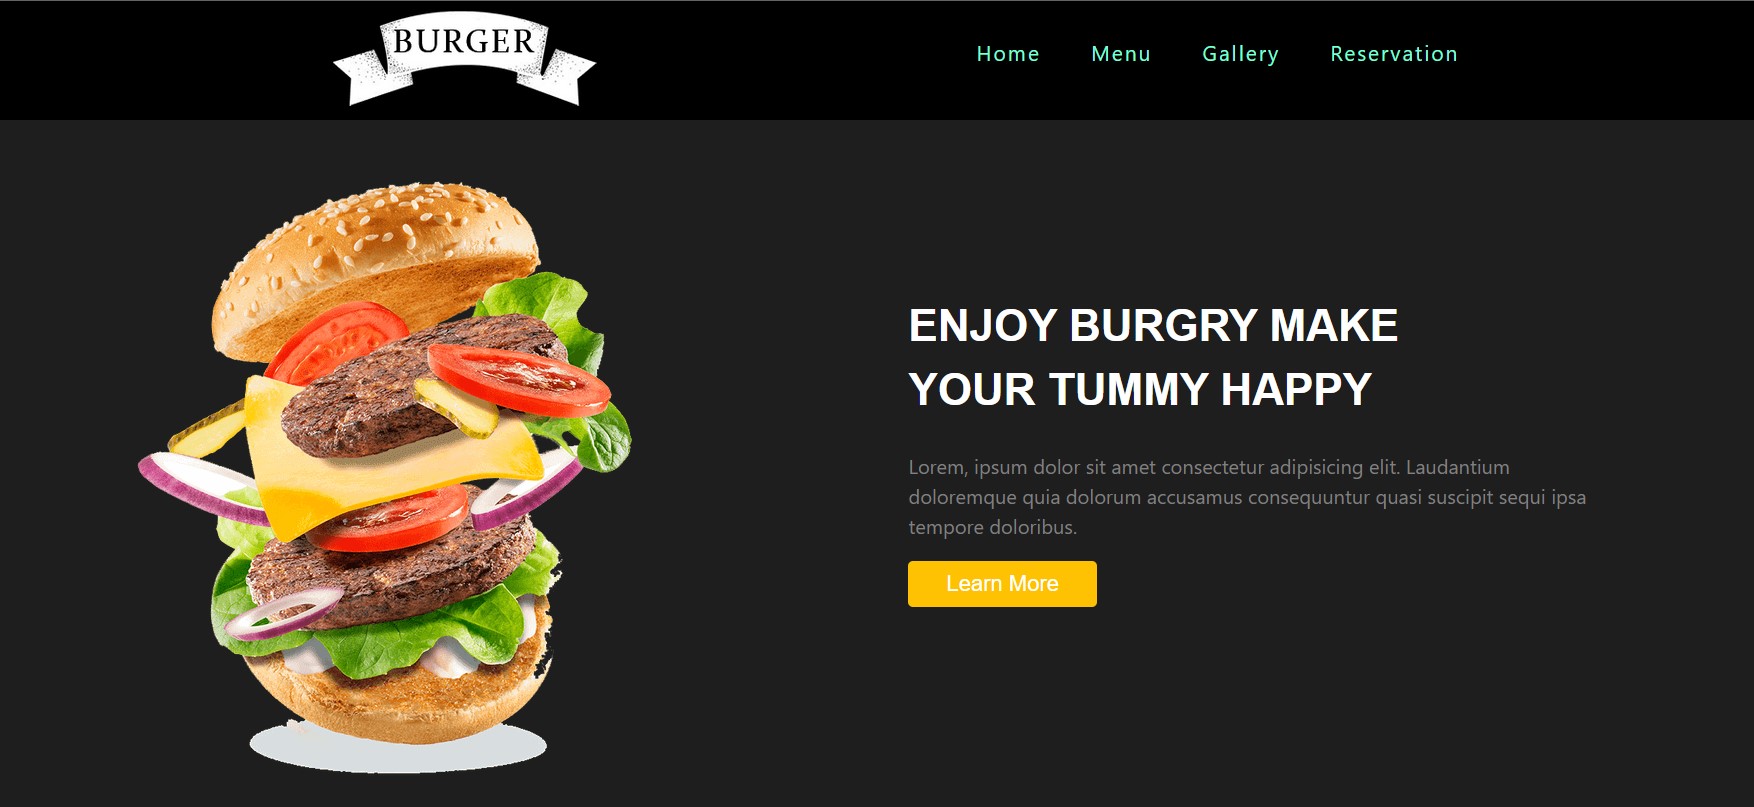 BURGER
Home Menu Gallery Reservation
ENJOY BURGRY MAKE
YOUR TUMMY HAPPY
Lorem, ipsum dolor sit amet consectetur adipisicing elit. Laudantium
doloremque quia dolorum accusamus consequuntur quasi suscipit sequi ipsa
tempore doloribus.
Learn More